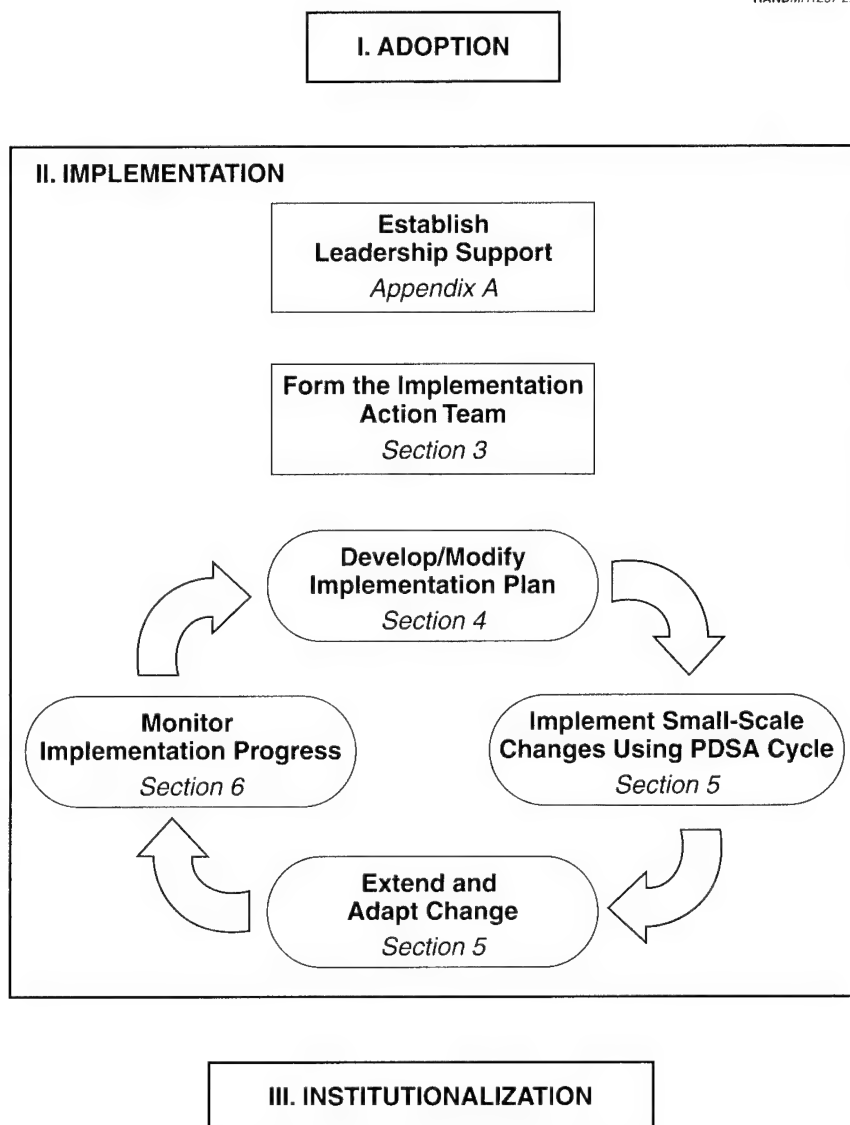 I. ADOPTION
II. IMPLEMENTATION
Establish
Leadership Support
Appendix A
Form the Implementation
Action Team
Section 3
Develop/Modify
Implementation Plan
Section 4
Implement Small-Scale
Changes Using PDSA Cycle
Section 5
Extend and
Adapt Change
Section 5
Monitor
Implementation Progress
Section 6
III. INSTITUTIONALIZATION